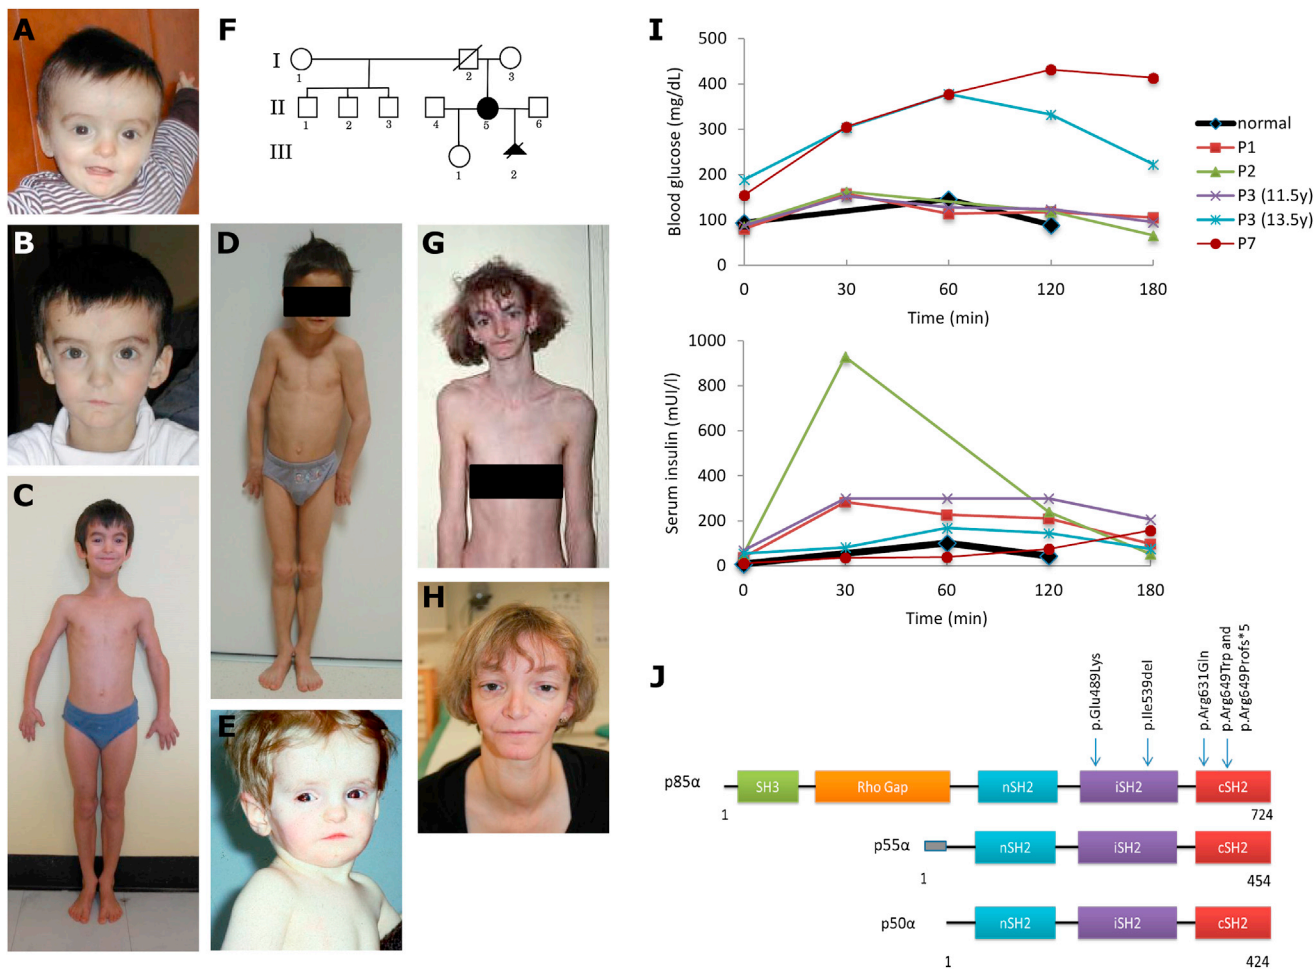 A
B
C
D
E
F
I
1
2
3
II
1
2
3
4
5
6
III
1
2
G
H
I
500
400
300
200
100
0
Blood glucose (mg/dL)
0
30
60
120
180
Time (min)
normal
P1
P2
P3 (11.5y)
P3 (13.5y)
P7
1000
800
600
400
200
0
Serum insulin (mUI/l)
0
30
60
120
180
Time (min)
J
p.Glu489Lys
p.Ile539del
p.Arg631Gln
p.Arg649Trp and
p.Arg649Profs*5
p85α
SH3
Rho Gap
nSH2
iSH2
cSH2
1
724
p55α
nSH2
iSH2
cSH2
1
454
p50α
nSH2
iSH2
cSH2
1
424